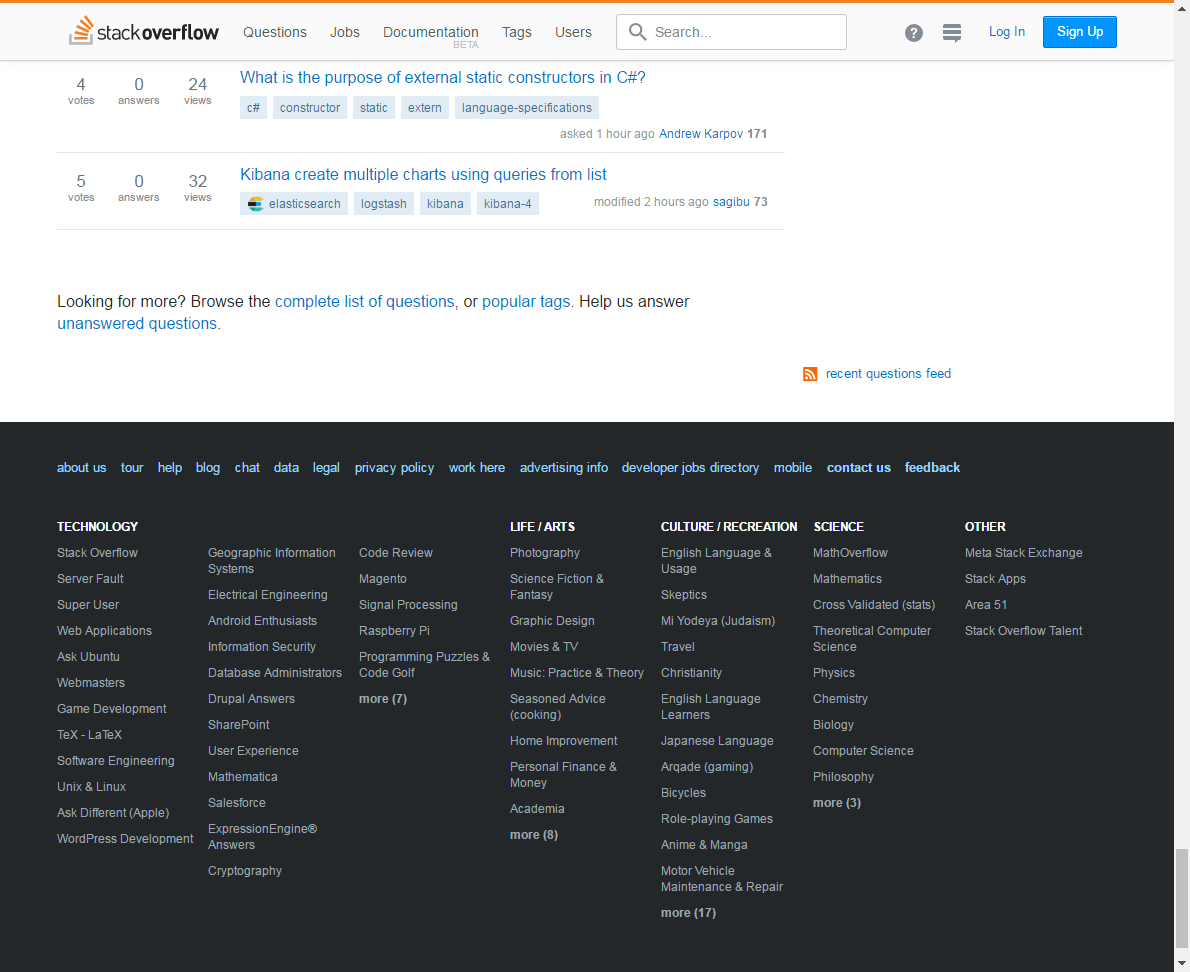 stackoverflow Questions Jobs Documentation Tags Users Search... ? Log In Sign Up
BETA
4 0 24 What is the purpose of external static constructors in C#?
votes answers views
c# constructor static extern language-specifications
asked 1 hour ago Andrew Karpov 171
5 0 32 Kibana create multiple charts using queries from list
votes answers views
elasticsearch logstash kibana kibana-4 modified 2 hours ago sagibu 73
Looking for more? Browse the complete list of questions, or popular tags. Help us answer
unanswered questions.
recent questions feed
about us tour help blog chat data legal privacy policy work here advertising info developer jobs directory mobile contact us feedback
TECHNOLOGY
Stack Overflow
Server Fault
Super User
Web Applications
Ask Ubuntu
Webmasters
Game Development
TeX - LaTeX
Software Engineering
Unix & Linux
Ask Different (Apple)
WordPress Development
Geographic Information
Systems
Electrical Engineering
Android Enthusiasts
Information Security
Database Administrators
Drupal Answers
SharePoint
User Experience
Mathematica
Salesforce
ExpressionEngine®
Answers
Cryptography
Code Review
Magento
Signal Processing
Raspberry Pi
Programming Puzzles &
Code Golf
more (7)
LIFE / ARTS
Photography
Science Fiction &
Fantasy
Graphic Design
Movies & TV
Music: Practice & Theory
Seasoned Advice
(cooking)
Home Improvement
Personal Finance &
Money
Academia
more (8)
CULTURE / RECREATION
English Language &
Usage
Skeptics
Mi Yodeya (Judaism)
Travel
Christianity
English Language
Learners
Japanese Language
Arqade (gaming)
Bicycles
Role-playing Games
Anime & Manga
Motor Vehicle
Maintenance & Repair
more (17)
SCIENCE
MathOverflow
Mathematics
Cross Validated (stats)
Theoretical Computer
Science
Physics
Chemistry
Biology
Computer Science
Philosophy
more (3)
OTHER
Meta Stack Exchange
Stack Apps
Area 51
Stack Overflow Talent